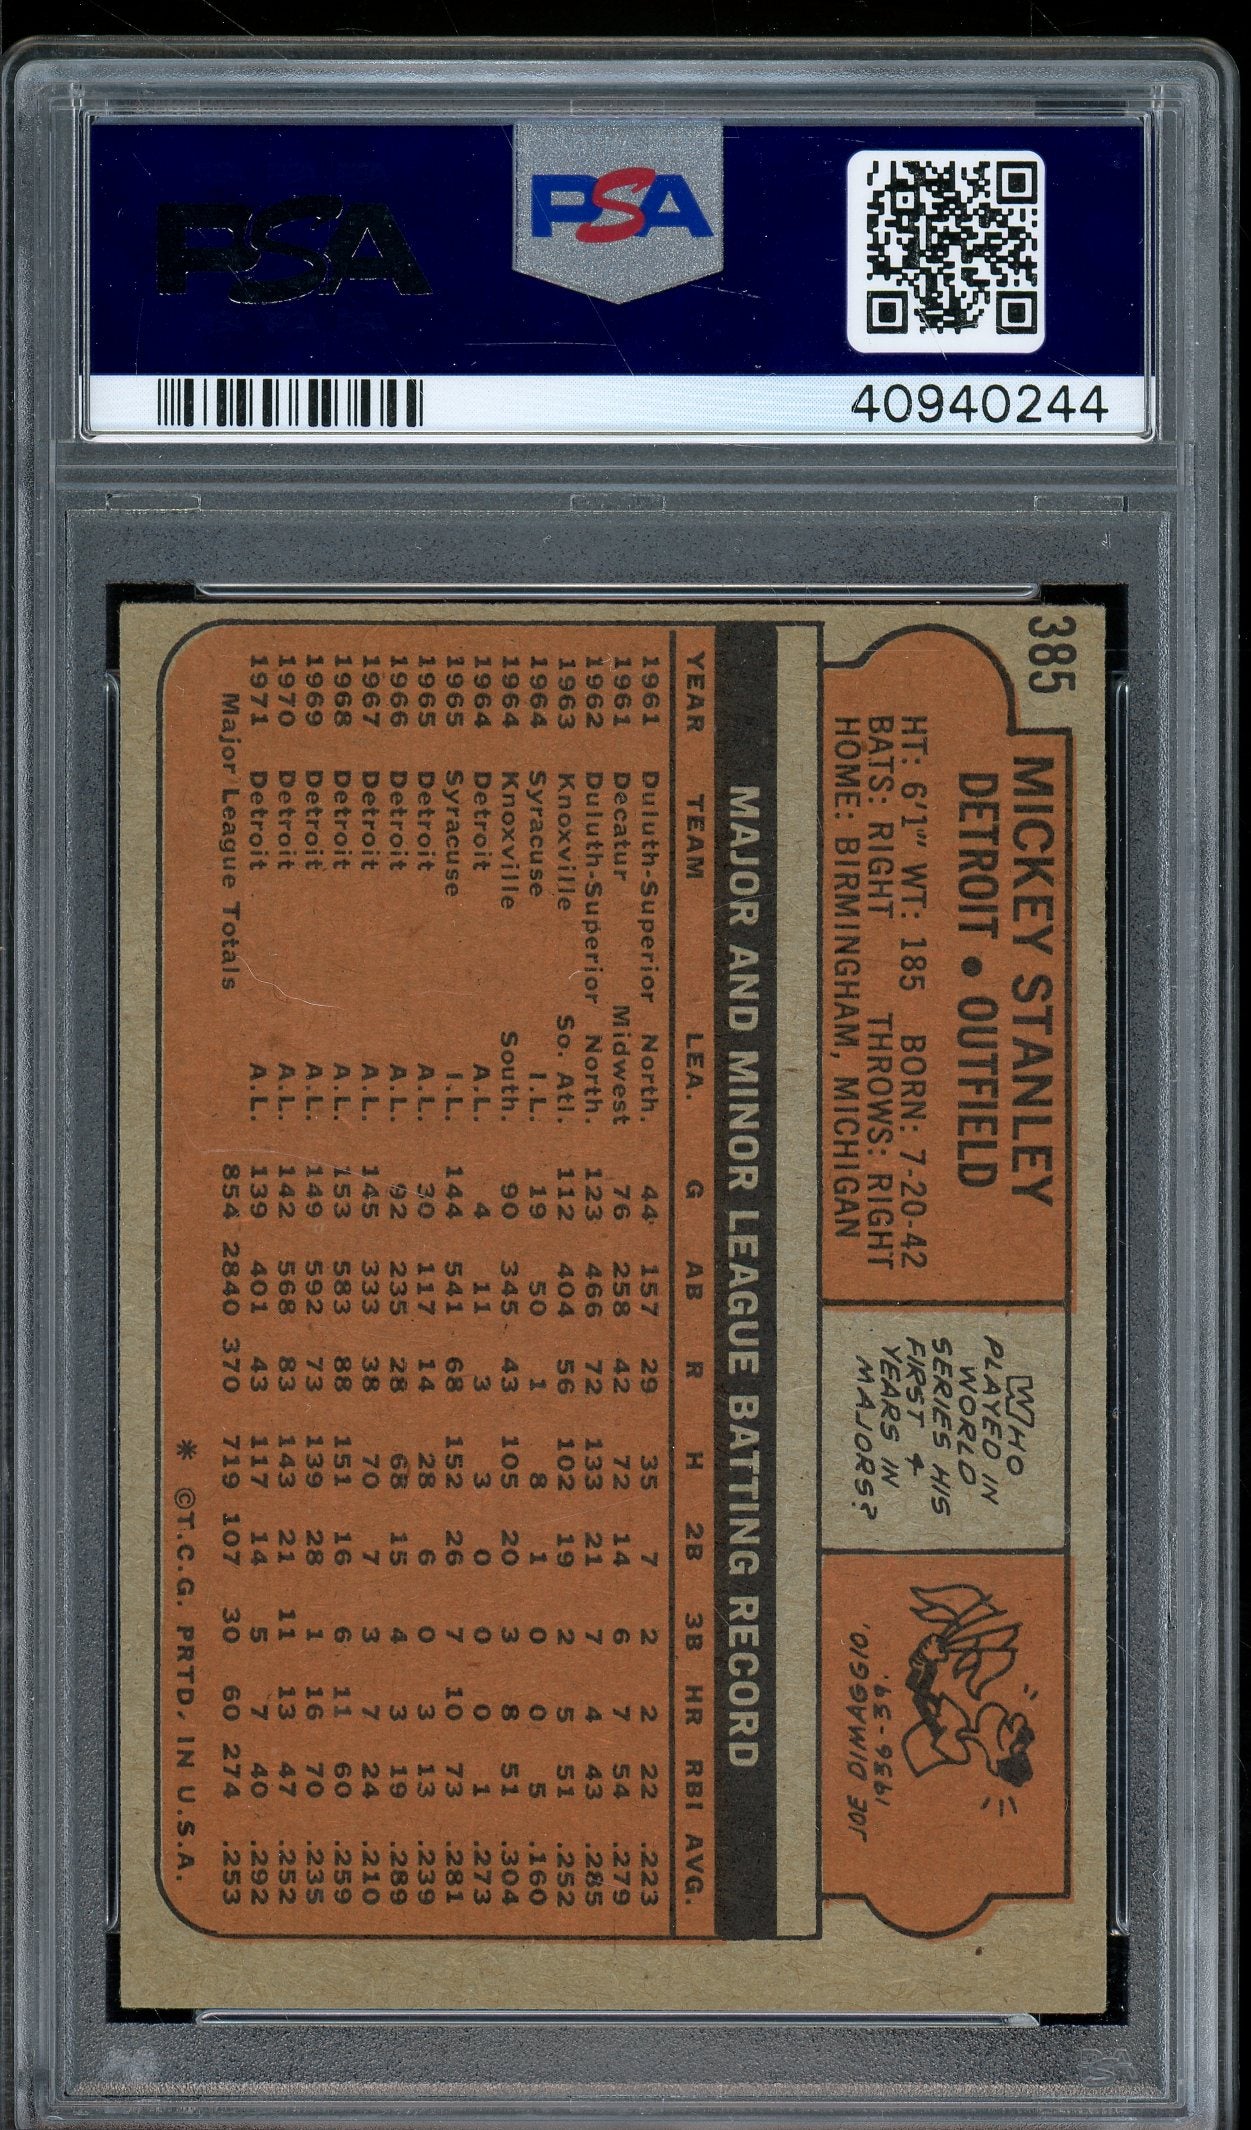 PSA
PSA
40940244
385
MICKEY STANLEY
DETROIT • OUTFIELD
HT: 6'1" WT: 185 BORN: 7-20-42
BATS: RIGHT THROWS: RIGHT
HOME: BIRMINGHAM, MICHIGAN
WHO
PLAYED IN
WORLD
SERIES HIS
FIRST 4
YEARS IN
MAJORS?
1936-39.
JOE DIMAGGIO,
MAJOR AND MINOR LEAGUE BATTING RECORD
YEAR TEAM LEA. G AB R H 2B 3B HR RBI AVG.
1961 Duluth-Superior North. 44 157 29 35 7 2 2 22 .223
1961 Decatur Midwest 76 258 42 72 14 6 7 54 .279
1962 Duluth-Superior North. 123 466 72 133 21 7 4 43 .285
1963 Knoxville So. Atl. 112 404 56 102 19 2 5 51 .252
1964 Syracuse I.L. 19 50 1 8 1 0 0 5 .160
1964 Knoxville South. 90 345 43 105 20 3 8 51 .304
1964 Detroit A.L. 4 11 3 3 0 0 0 1 .273
1965 Syracuse I.L. 144 541 68 152 26 7 10 73 .281
1965 Detroit A.L. 30 117 14 28 6 0 3 13 .239
1966 Detroit A.L. 92 235 28 68 15 4 3 19 .289
1967 Detroit A.L. 145 333 38 70 7 3 7 24 .210
1968 Detroit A.L. 153 583 88 151 16 6 11 60 .259
1969 Detroit A.L. 149 592 73 139 28 1 16 70 .235
1970 Detroit A.L. 142 568 83 143 21 11 13 47 .252
1971 Detroit A.L. 139 401 43 117 14 5 7 40 .292
Major League Totals 854 2840 370 719 107 30 60 274 .253
* ©T.C.G. PRTD. IN U.S.A.
PSA